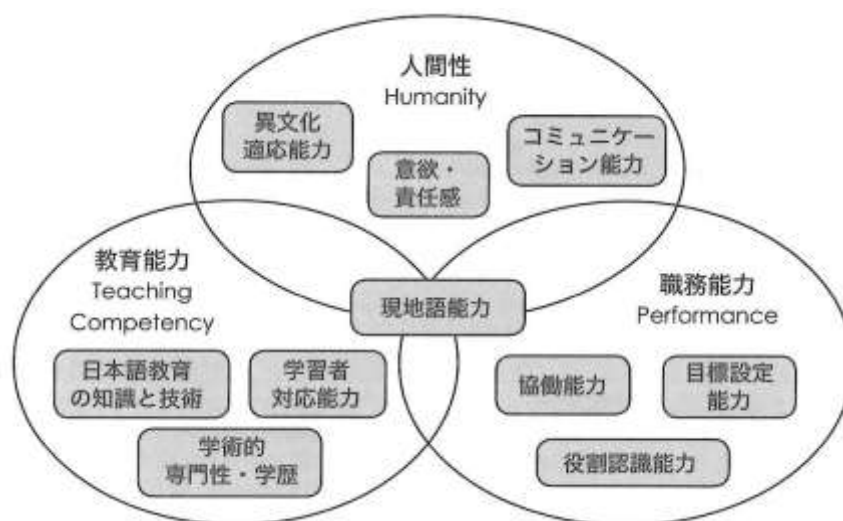 人間性
Humanity
異文化
適応能力
意欲・
責任感
コミュニケー
ション能力
教育能力
Teaching
Competency
日本語教育
の知識と技術
学習者
対応能力
学術的
専門性・学歴
現地語能力
職務能力
Performance
協働能力
目標設定
能力
役割認識能力